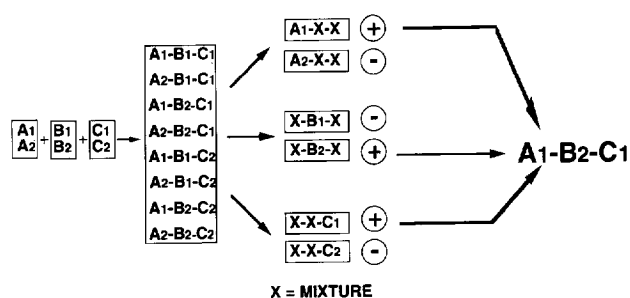 A1
A2
+
B1
B2
+
C1
C2
A1-B1-C1
A2-B1-C1
A1-B2-C1
A2-B2-C1
A1-B1-C2
A2-B1-C2
A1-B2-C2
A2-B2-C2
A1-X-X +
A2-X-X -
X-B1-X -
X-B2-X +
X-X-C1 +
X-X-C2 -
A1-B2-C1
X = MIXTURE